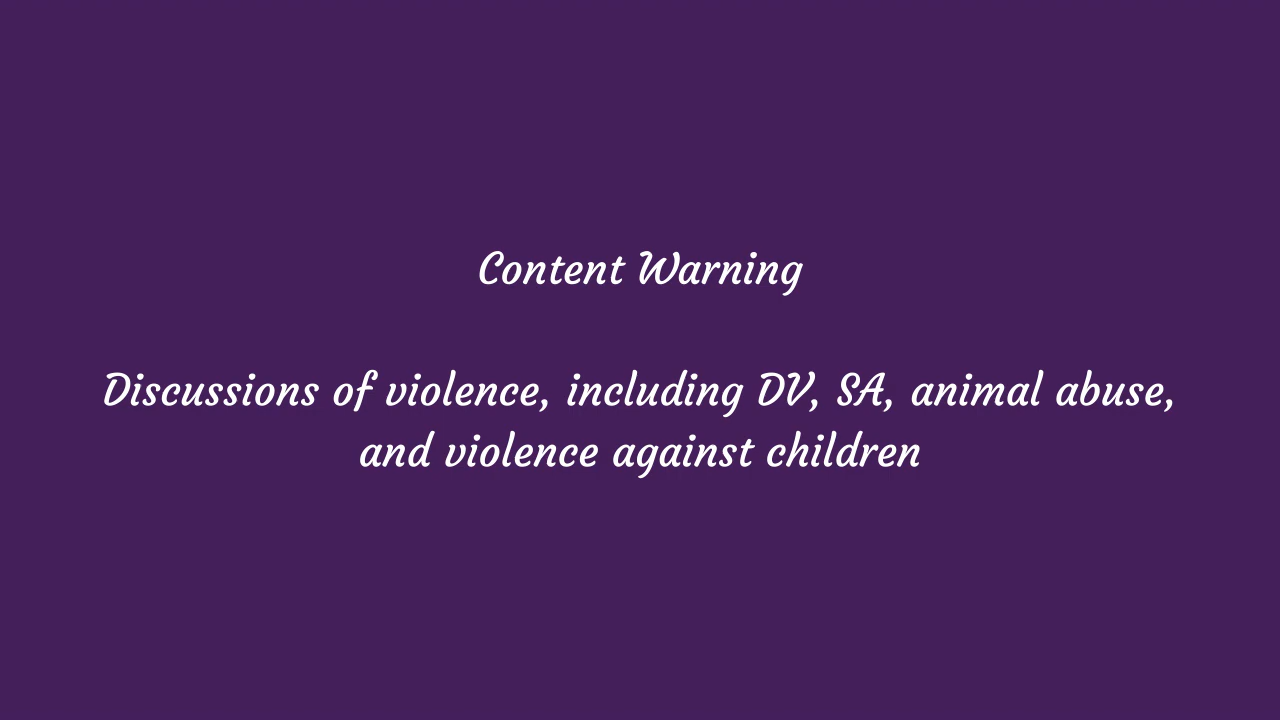 Content Warning
Discussions of violence, including DV, SA, animal abuse,
and violence against children